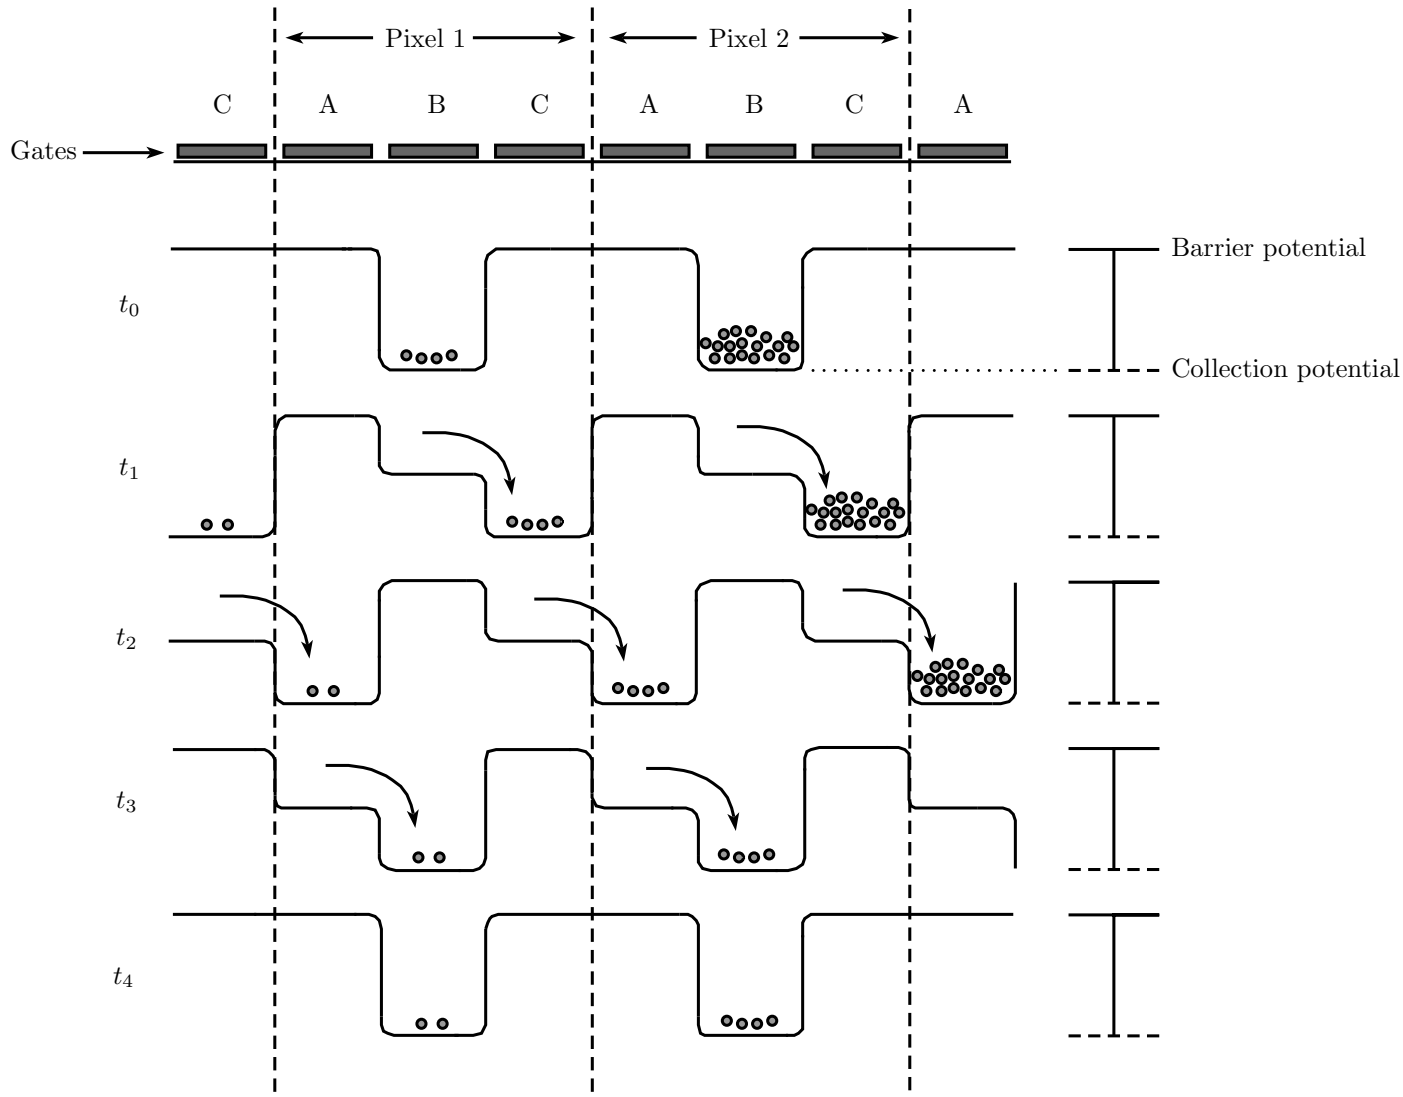 Pixel 1 Pixel 2
C A B C A B C A
Gates
Barrier potential
t₀
Collection potential
t₁
t₂
t₃
t₄